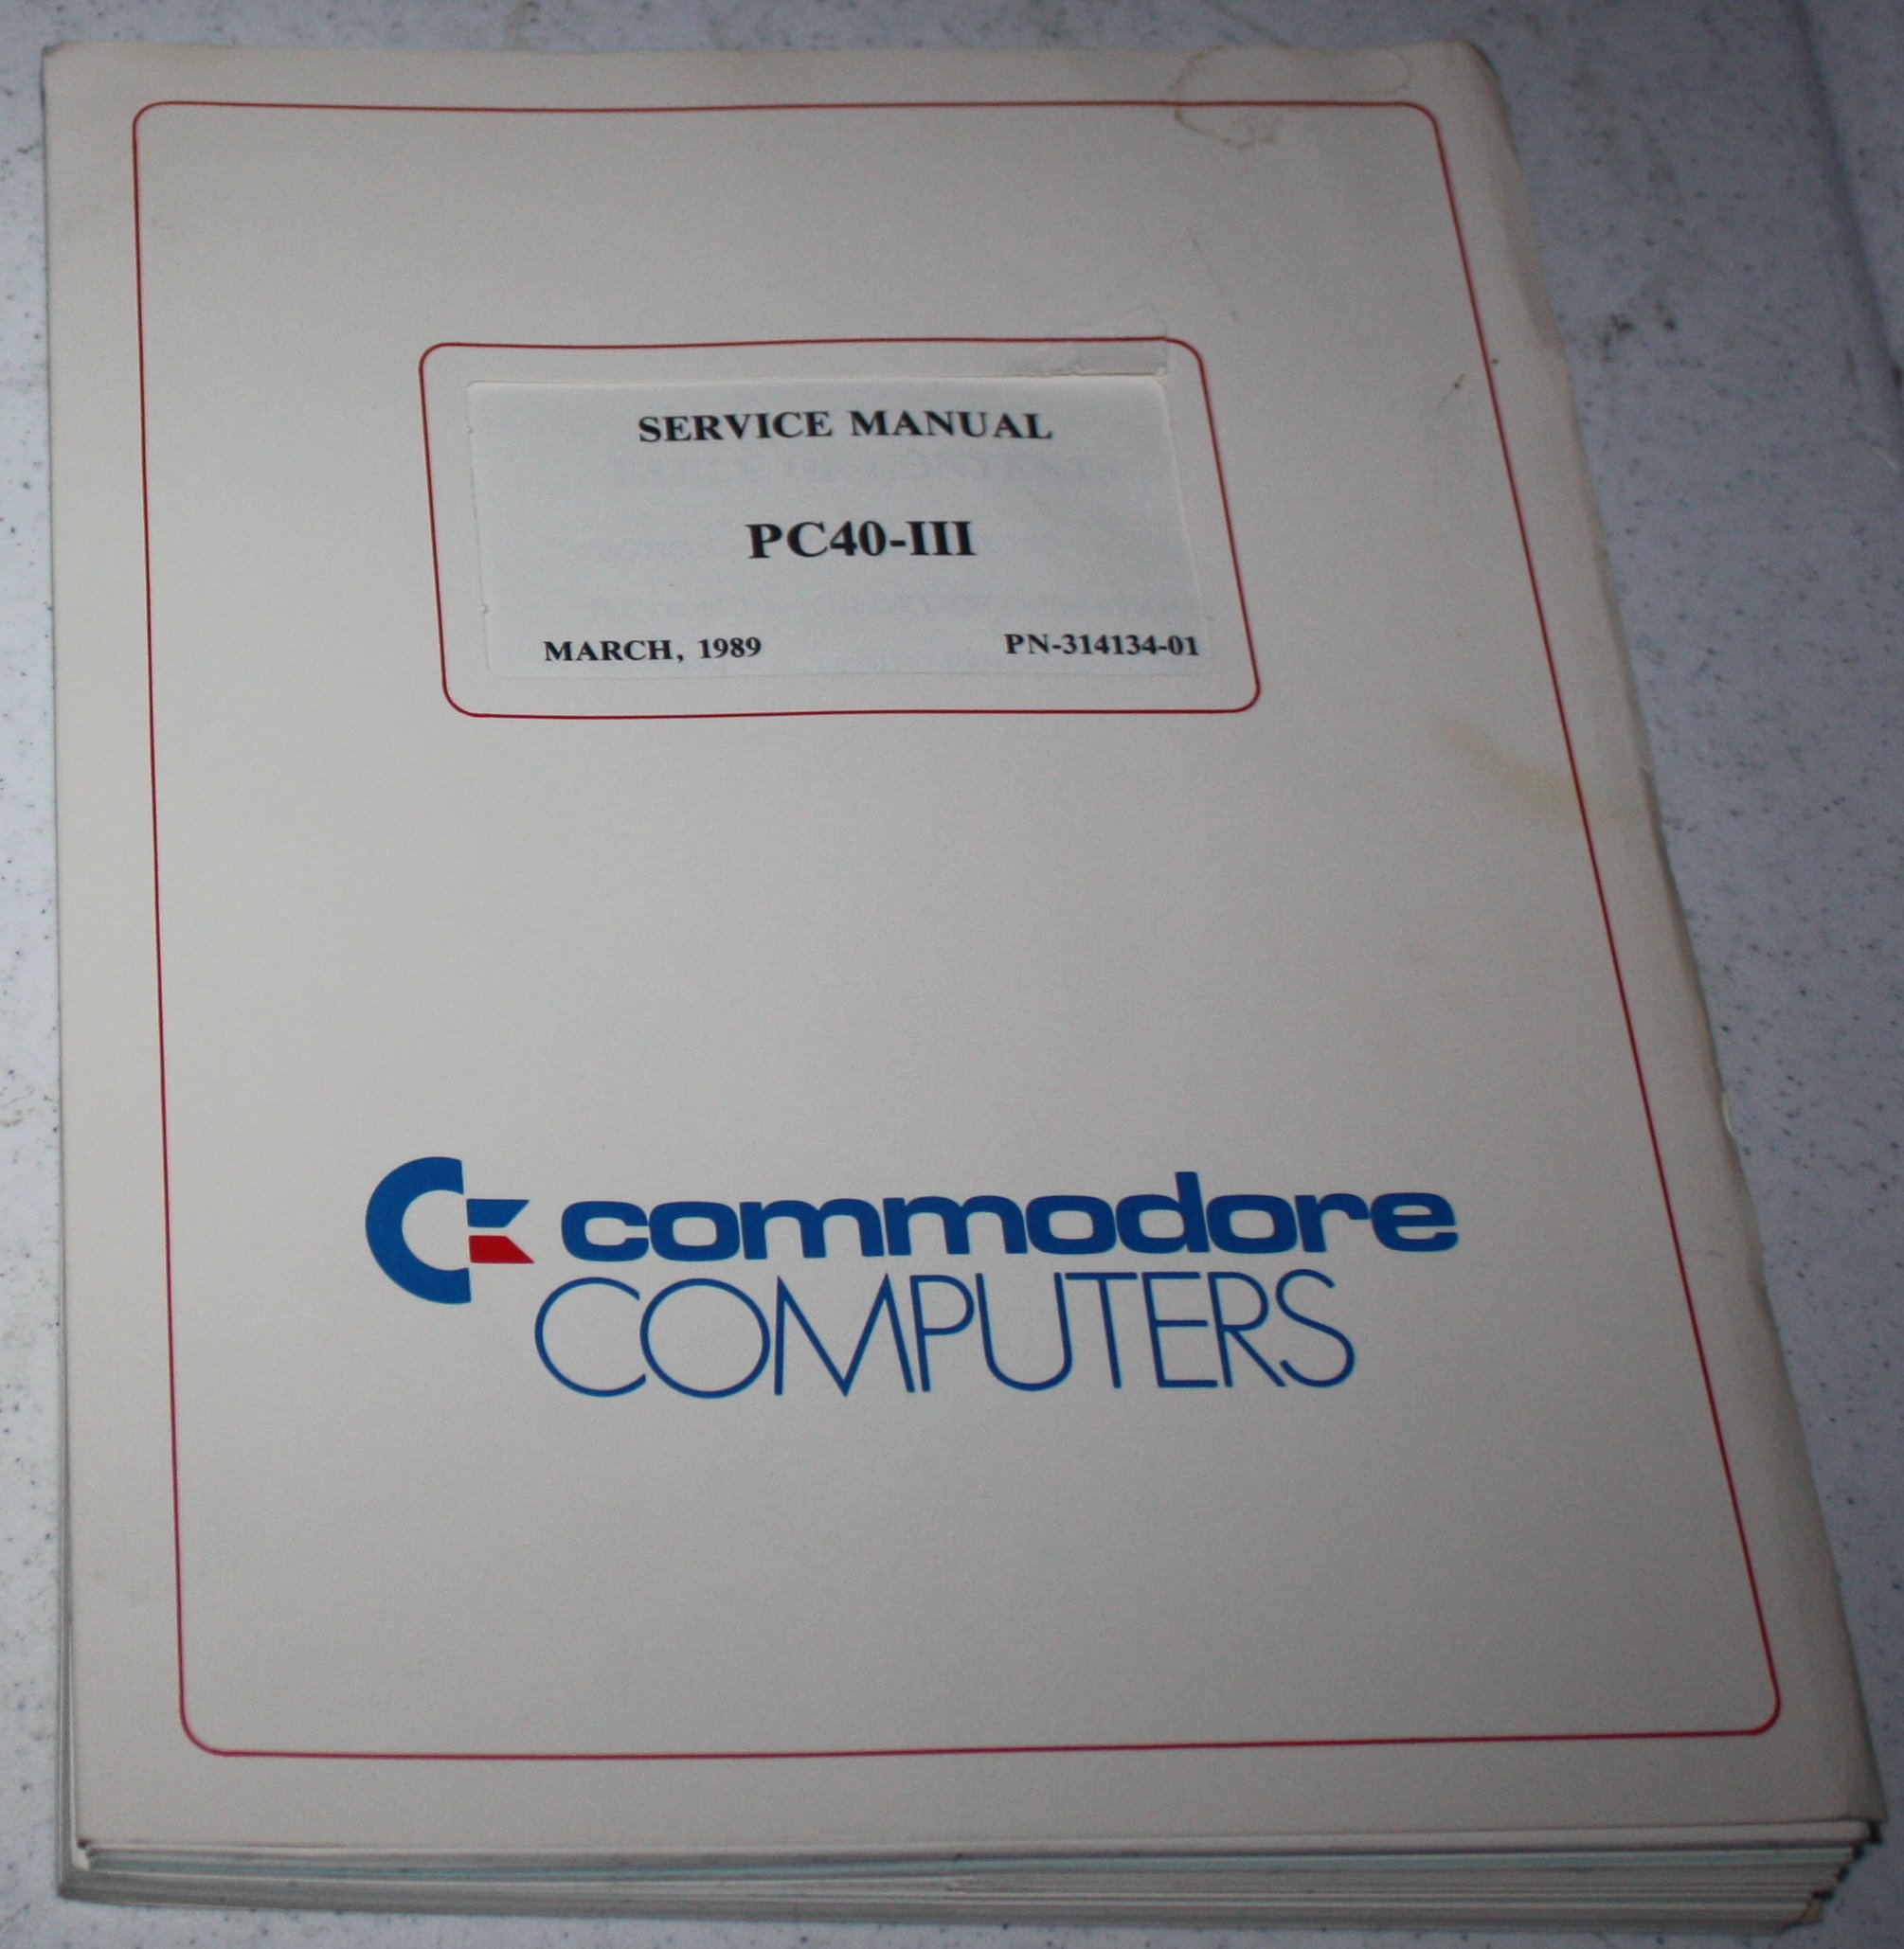 SERVICE MANUAL
PC40-III
MARCH, 1989 PN-314134-01
commodore
COMPUTERS